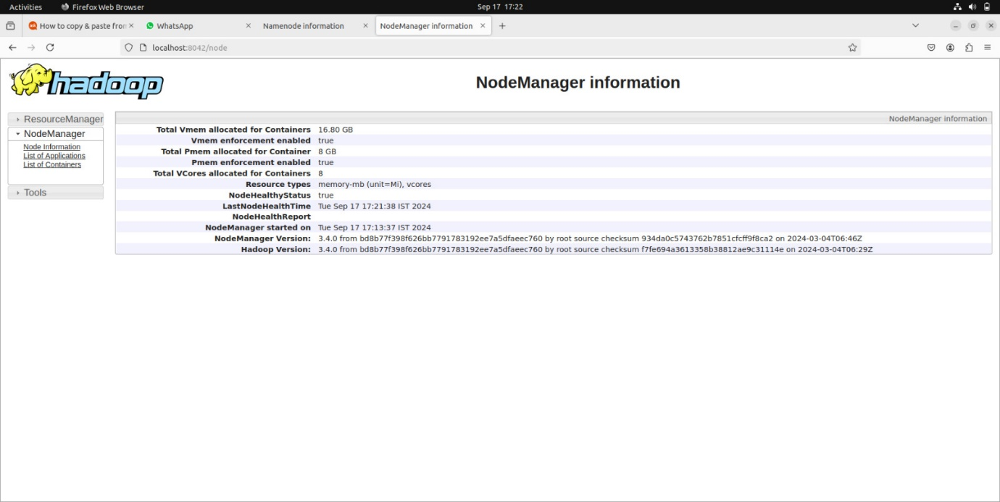 Activities Firefox Web Browser Sep 17 17:22
How to copy & paste fron WhatsApp Namenode information NodeManager information
localhost:8042/node
hadoop
NodeManager information
ResourceManager
NodeManager
Node Information
List of Applications
List of Containers
Tools
NodeManager information
Total Vmem allocated for Containers 16.80 GB
Vmem enforcement enabled true
Total Pmem allocated for Container 8 GB
Pmem enforcement enabled true
Total VCores allocated for Containers 8
Resource types memory-mb (unit=Mi), vcores
NodeHealthyStatus true
LastNodeHealthTime Tue Sep 17 17:21:38 IST 2024
NodeHealthReport
NodeManager started on Tue Sep 17 17:13:37 IST 2024
NodeManager Version: 3.4.0 from bd8b77f398f626bb7791783192ee7a5dfaeec760 by root source checksum 934da0c5743762b7851cfcff9f8ca2 on 2024-03-04T06:46Z
Hadoop Version: 3.4.0 from bd8b77f398f626bb7791783192ee7a5dfaeec760 by root source checksum f7fe694a3613358b38812ae9c31114e on 2024-03-04T06:29Z